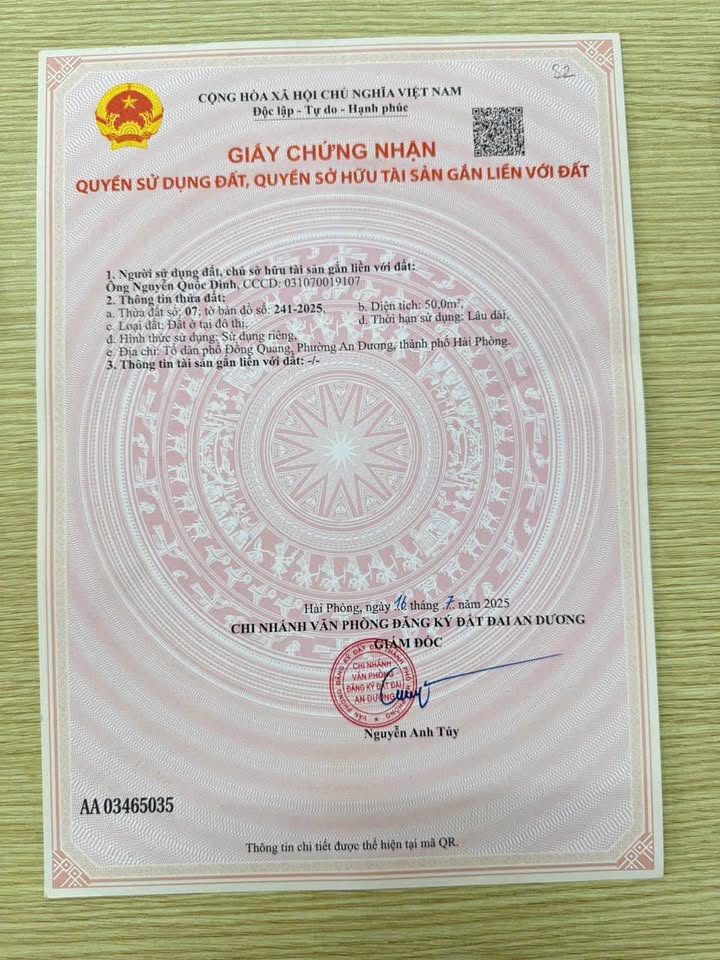 82
CỘNG HÒA XÃ HỘI CHỦ NGHĨA VIỆT NAM
Độc lập - Tự do - Hạnh phúc
GIẤY CHỨNG NHẬN
QUYỀN SỬ DỤNG ĐẤT, QUYỀN SỞ HỮU TÀI SẢN GẮN LIỀN VỚI ĐẤT
1. Người sử dụng đất, chủ sở hữu tài sản gắn liền với đất:
Ông Nguyễn Quốc Dinh, CCCD: 031070019107
2. Thông tin thửa đất:
a. Thửa đất số: 07; tờ bản đồ số: 241-2025, b. Diện tích: 50,0m²,
c. Loại đất: Đất ở tại đô thị, d. Thời hạn sử dụng: Lâu dài,
đ. Hình thức sử dụng: Sử dụng riêng,
e. Địa chỉ: Tổ dân phố Đồng Quang, Phường An Dương, thành phố Hải Phòng.
3. Thông tin tài sản gắn liền với đất: -/-
Hải Phòng, ngày 16 tháng 7 năm 2025
CHI NHÁNH VĂN PHÒNG ĐĂNG KÝ ĐẤT ĐAI AN DƯƠNG
GIÁM ĐỐC
CHI NHÁNH
VĂN PHÒNG
ĐĂNG KÝ ĐẤT ĐAI
AN DƯƠNG
Nguyễn Anh Túy
AA 03465035
Thông tin chi tiết được thể hiện tại mã QR.